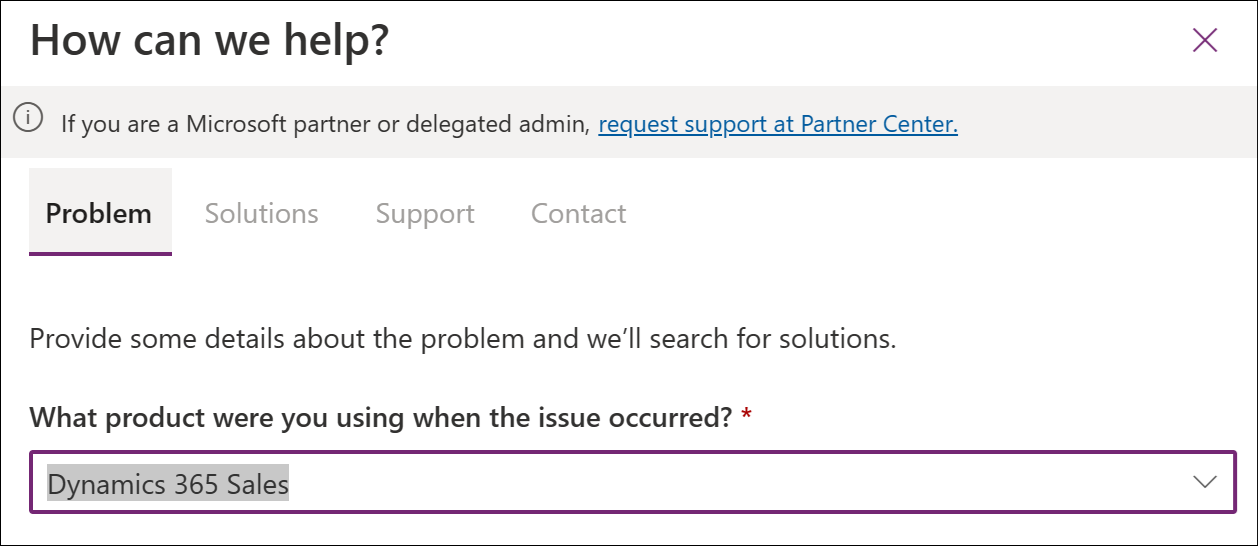 How can we help?
If you are a Microsoft partner or delegated admin, request support at Partner Center.
Problem Solutions Support Contact
Provide some details about the problem and we’ll search for solutions.
What product were you using when the issue occurred? *
Dynamics 365 Sales